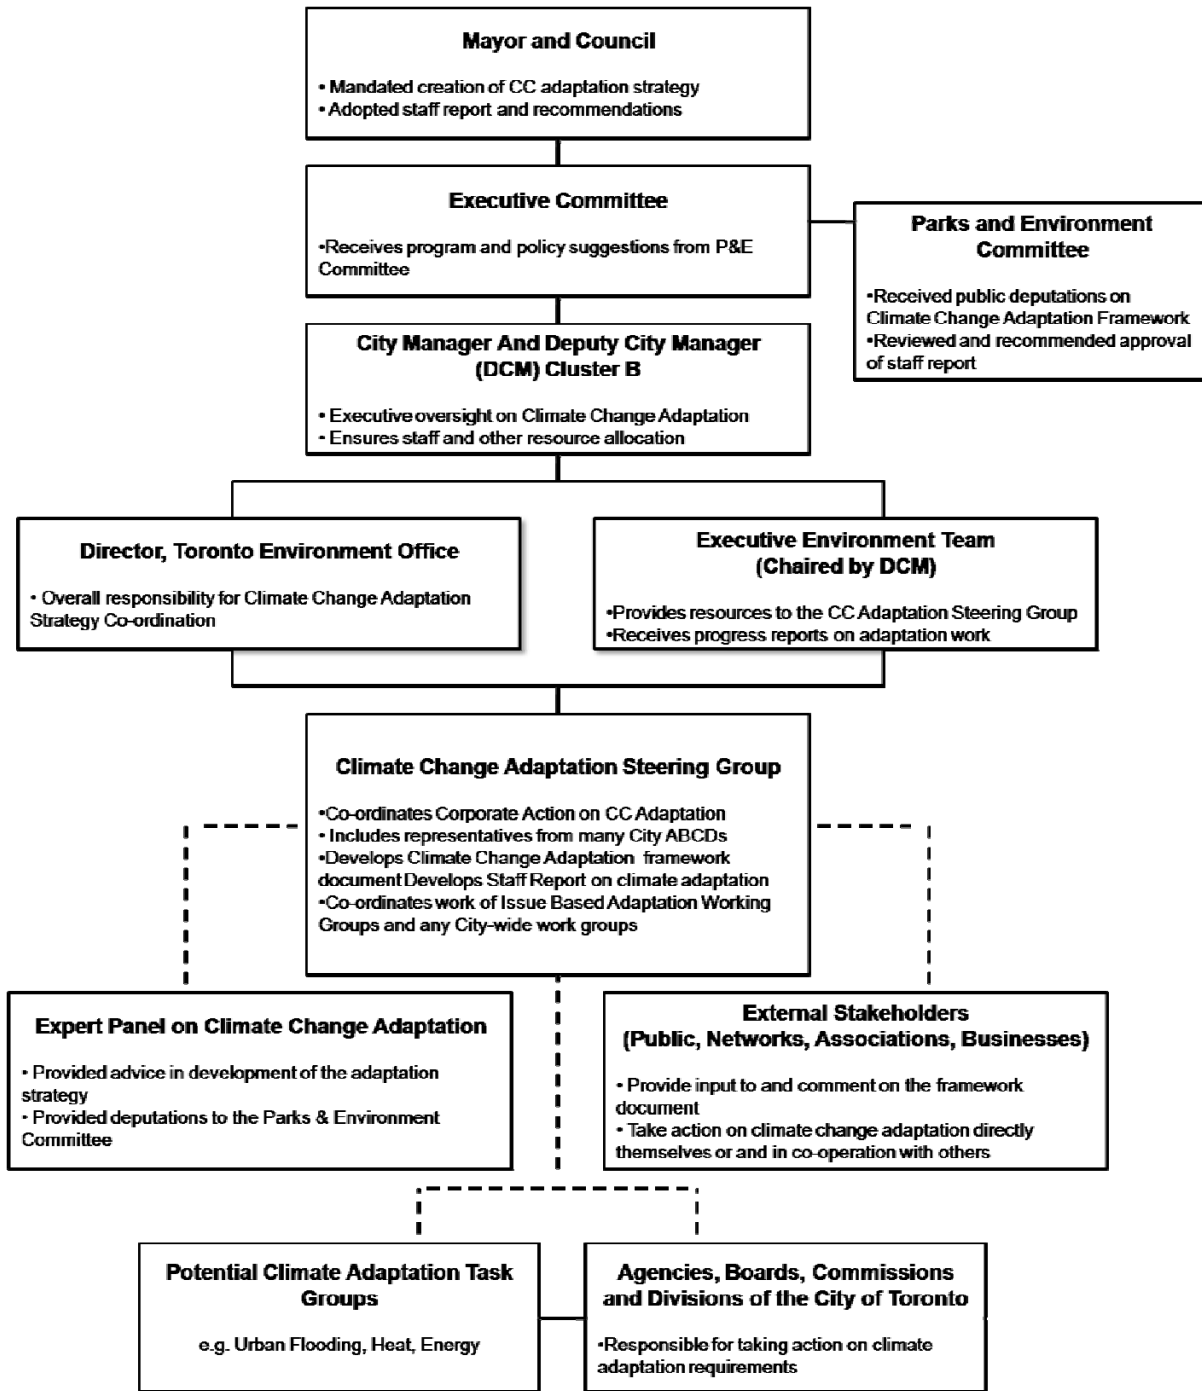 Mayor and Council
• Mandated creation of CC adaptation strategy
• Adopted staff report and recommendations
Executive Committee
•Receives program and policy suggestions from P&E
Committee
Parks and Environment
Committee
•Received public deputations on
Climate Change Adaptation Framework
•Reviewed and recommended approval
of staff report
City Manager And Deputy City Manager
(DCM) Cluster B
• Executive oversight on Climate Change Adaptation
• Ensures staff and other resource allocation
Director, Toronto Environment Office
• Overall responsibility for Climate Change Adaptation
Strategy Co-ordination
Executive Environment Team
(Chaired by DCM)
•Provides resources to the CC Adaptation Steering Group
•Receives progress reports on adaptation work
Climate Change Adaptation Steering Group
•Co-ordinates Corporate Action on CC Adaptation
• Includes representatives from many City ABCDs
•Develops Climate Change Adaptation framework
document Develops Staff Report on climate adaptation
•Co-ordinates work of Issue Based Adaptation Working
Groups and any City-wide work groups
Expert Panel on Climate Change Adaptation
• Provided advice in development of the adaptation
strategy
• Provided deputations to the Parks & Environment
Committee
External Stakeholders
(Public, Networks, Associations, Businesses)
• Provide input to and comment on the framework
document
• Take action on climate change adaptation directly
themselves or and in co-operation with others
Potential Climate Adaptation Task
Groups
e.g. Urban Flooding, Heat, Energy
Agencies, Boards, Commissions
and Divisions of the City of Toronto
•Responsible for taking action on climate
adaptation requirements